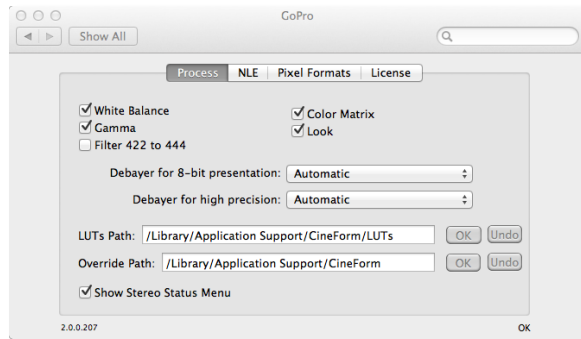 GoPro
Show All
Process NLE Pixel Formats License
White Balance Color Matrix
Gamma Look
Filter 422 to 444
Debayer for 8-bit presentation: Automatic
Debayer for high precision: Automatic
LUTs Path: /Library/Application Support/CineForm/LUTs OK Undo
Override Path: /Library/Application Support/CineForm OK Undo
Show Stereo Status Menu
2.0.0.207 OK